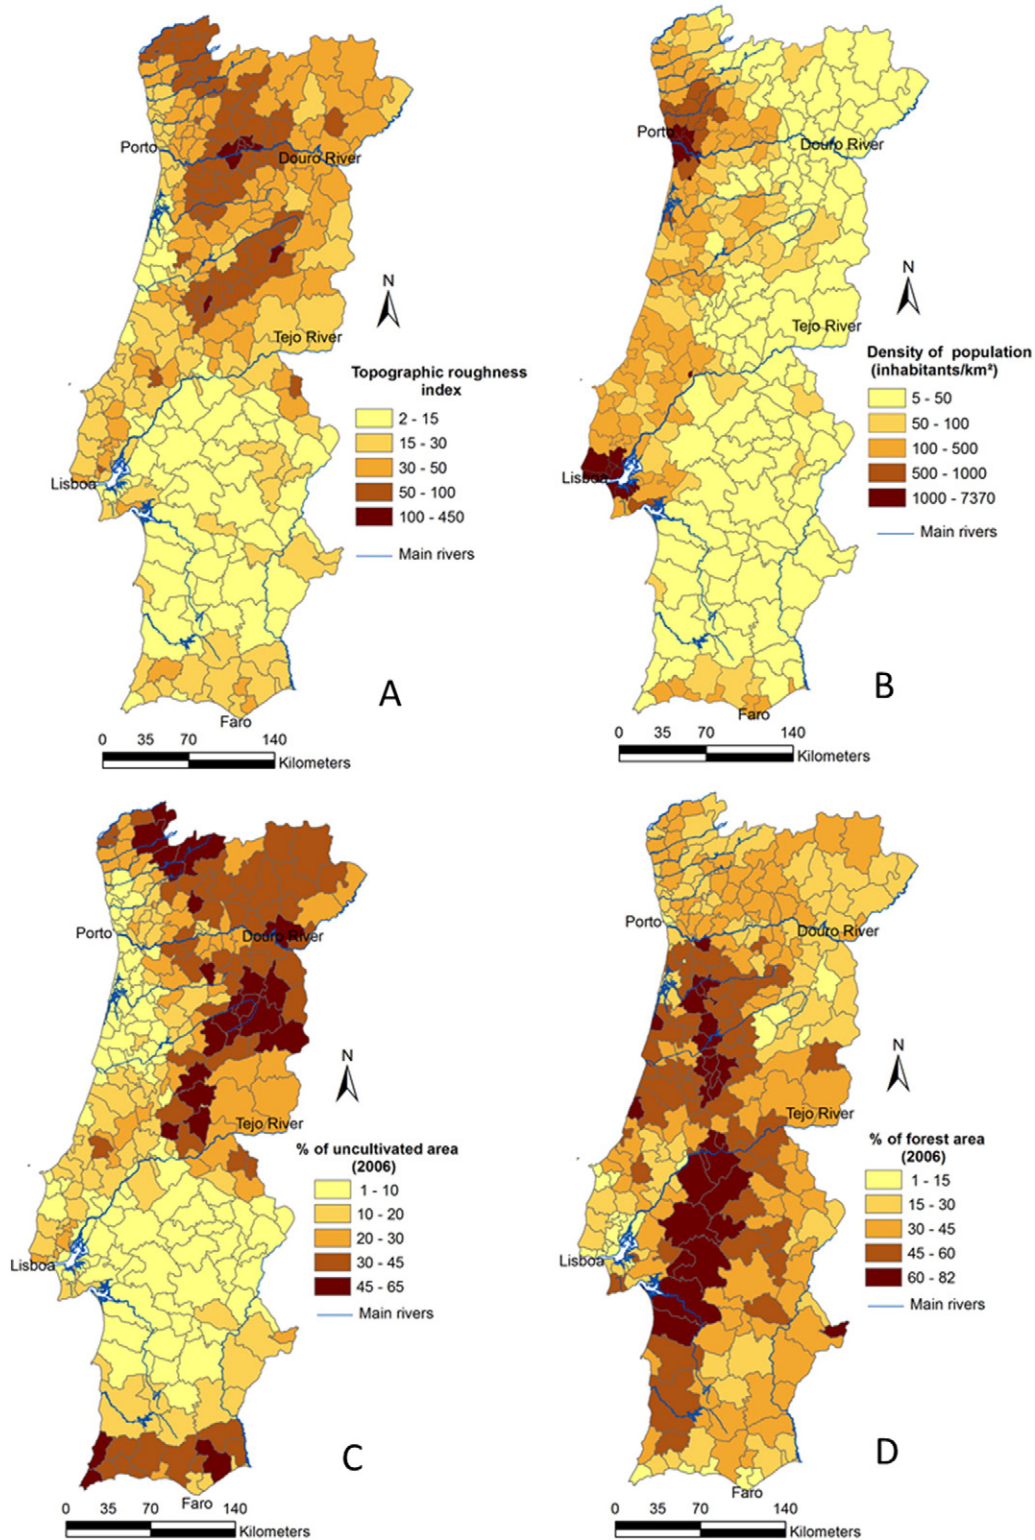 Porto
Douro River
N
Tejo River
Topographic roughness
index
2 - 15
15 - 30
30 - 50
50 - 100
100 - 450
Main rivers
Lisboa
A
Faro
0 35 70 140
Kilometers
Porto
Douro River
N
Tejo River
Density of population
(inhabitants/km²)
5 - 50
50 - 100
100 - 500
500 - 1000
1000 - 7370
Main rivers
Lisboa
B
Faro
0 35 70 140
Kilometers
Porto
Douro River
N
Tejo River
% of uncultivated area
(2006)
1 - 10
10 - 20
20 - 30
30 - 45
45 - 65
Main rivers
Lisboa
C
Faro
0 35 70 140
Kilometers
Porto
Douro River
N
Tejo River
% of forest area
(2006)
1 - 15
15 - 30
30 - 45
45 - 60
60 - 82
Main rivers
Lisboa
D
Faro
0 35 70 140
Kilometers